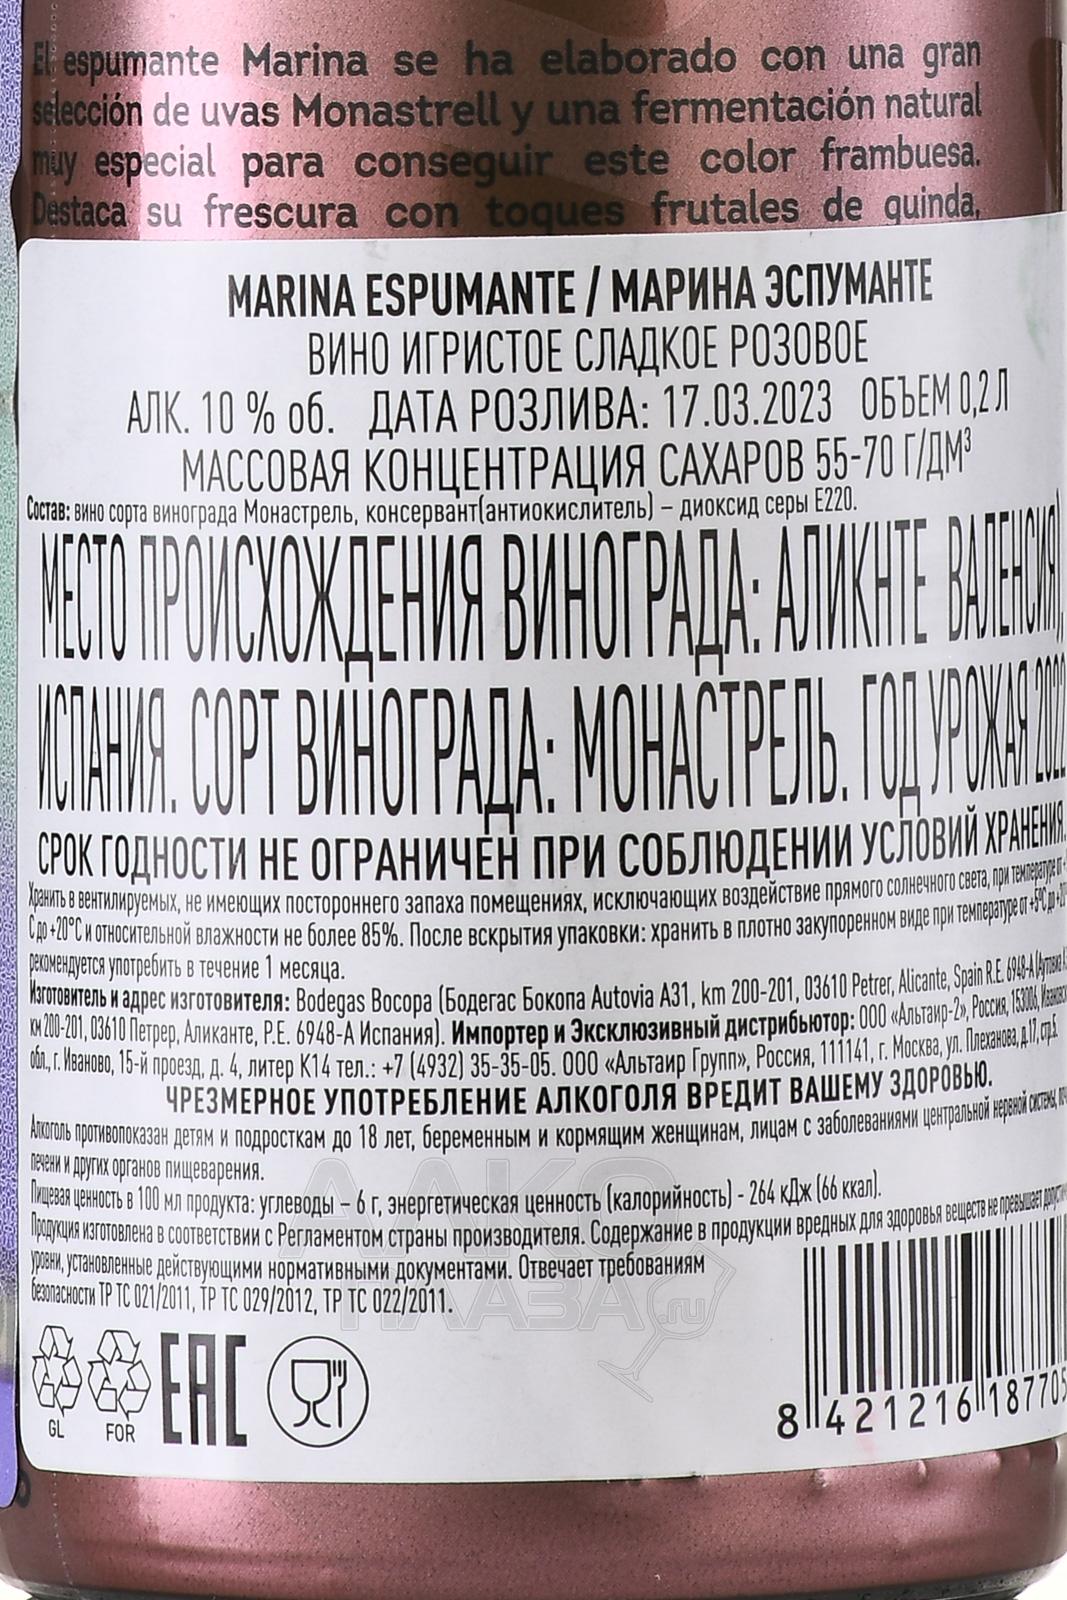 El espumante Marina se ha elaborado con una gran
selección de uvas Monastrell y una fermentación natural
muy especial para conseguir este color frambuesa.
Destaca su frescura con toques frutales de guinda,
MARINA ESPUMANTE / МАРИНА ЭСПУМАНТЕ
ВИНО ИГРИСТОЕ СЛАДКОЕ РОЗОВОЕ
АЛК. 10 % об. ДАТА РОЗЛИВА: 17.03.2023 ОБЪЕМ 0,2 Л
МАССОВАЯ КОНЦЕНТРАЦИЯ САХАРОВ 55-70 Г/ДМ³
Состав: вино сорта винограда Монастрель, консервант(антиокислитель) – диоксид серы Е220.
МЕСТО ПРОИСХОЖДЕНИЯ ВИНОГРАДА: АЛИКНТЕ ВАЛЕНСИЯ),
ИСПАНИЯ. СОРТ ВИНОГРАДА: МОНАСТРЕЛЬ. ГОД УРОЖАЯ 2022
СРОК ГОДНОСТИ НЕ ОГРАНИЧЕН ПРИ СОБЛЮДЕНИИ УСЛОВИЙ ХРАНЕНИЯ.
Хранить в вентилируемых, не имеющих постороннего запаха помещениях, исключающих воздействие прямого солнечного света, при температуре от
С до +20°С и относительной влажности не более 85%. После вскрытия упаковки: хранить в плотно закупоренном виде при температуре от +5°С до
рекомендуется употребить в течение 1 месяца.
Изготовитель и адрес изготовителя: Bodegas Bocopa (Бодегас Бокопа Autovia A31, km 200-201, 03610 Petrer, Alicante, Spain R.E. 6948-A (Аутовиа
км 200-201, 03610 Петрер, Аликанте, Р.Е. 6948-А Испания). Импортер и Эксклюзивный дистрибьютор: ООО «Альтаир-2», Россия, 153006,
обл., г. Иваново, 15-й проезд, д. 4, литер К14 тел.: +7 (4932) 35-35-05. ООО «Альтаир Групп», Россия, 111141, г. Москва, ул. Плеханова, д.17, стр.5.
ЧРЕЗМЕРНОЕ УПОТРЕБЛЕНИЕ АЛКОГОЛЯ ВРЕДИТ ВАШЕМУ ЗДОРОВЬЮ.
Алкоголь противопоказан детям и подросткам до 18 лет, беременным и кормящим женщинам, лицам с заболеваниями центральной нервной системы,
печени и других органов пищеварения.
Пищевая ценность в 100 мл продукта: углеводы – 6 г, энергетическая ценность (калорийность) - 264 кДж (66 ккал).
Продукция изготовлена в соответствии с Регламентом страны производителя. Содержание в продукции вредных для здоровья веществ не превышает
уровни, установленные действующими нормативными документами. Отвечает требованиям
безопасности ТР ТС 021/2011, ТР ТС 029/2012, ТР ТС 022/2011.
АЛКО
ПЛАЗА.ru
GL FOR EAC
8 421216 187705